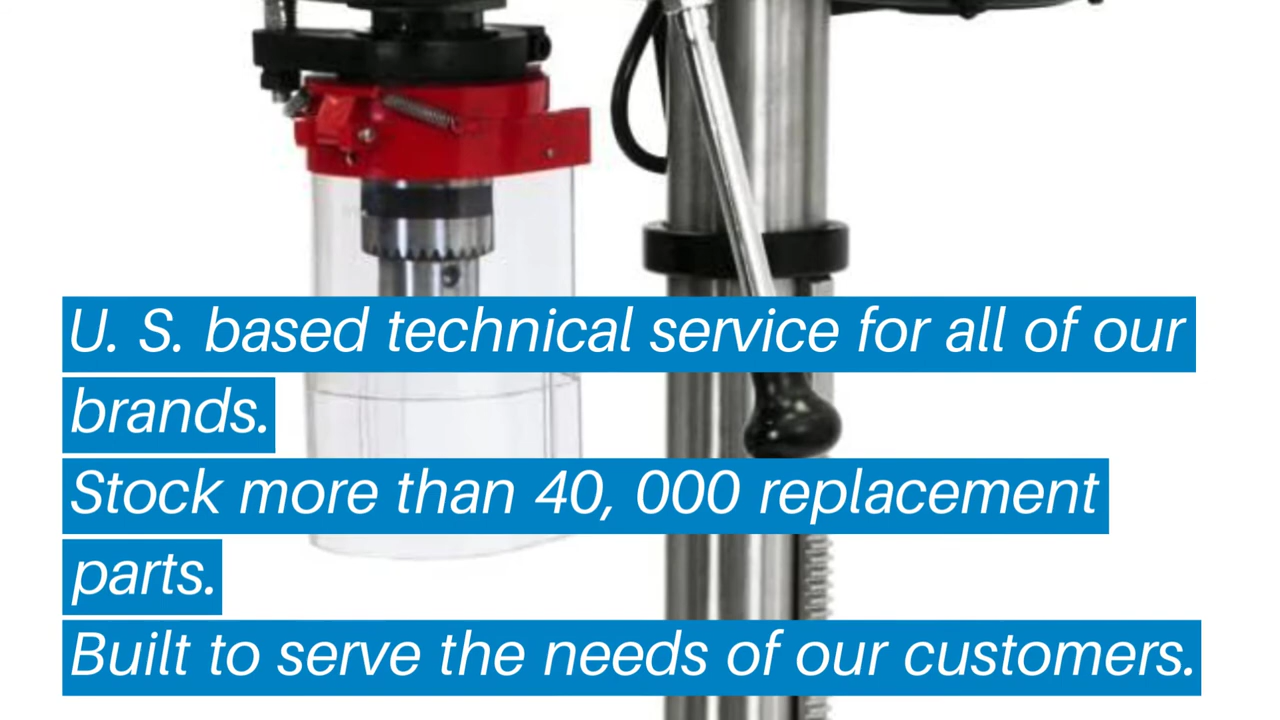 U. S. based technical service for all of our
brands.
Stock more than 40, 000 replacement
parts.
Built to serve the needs of our customers.